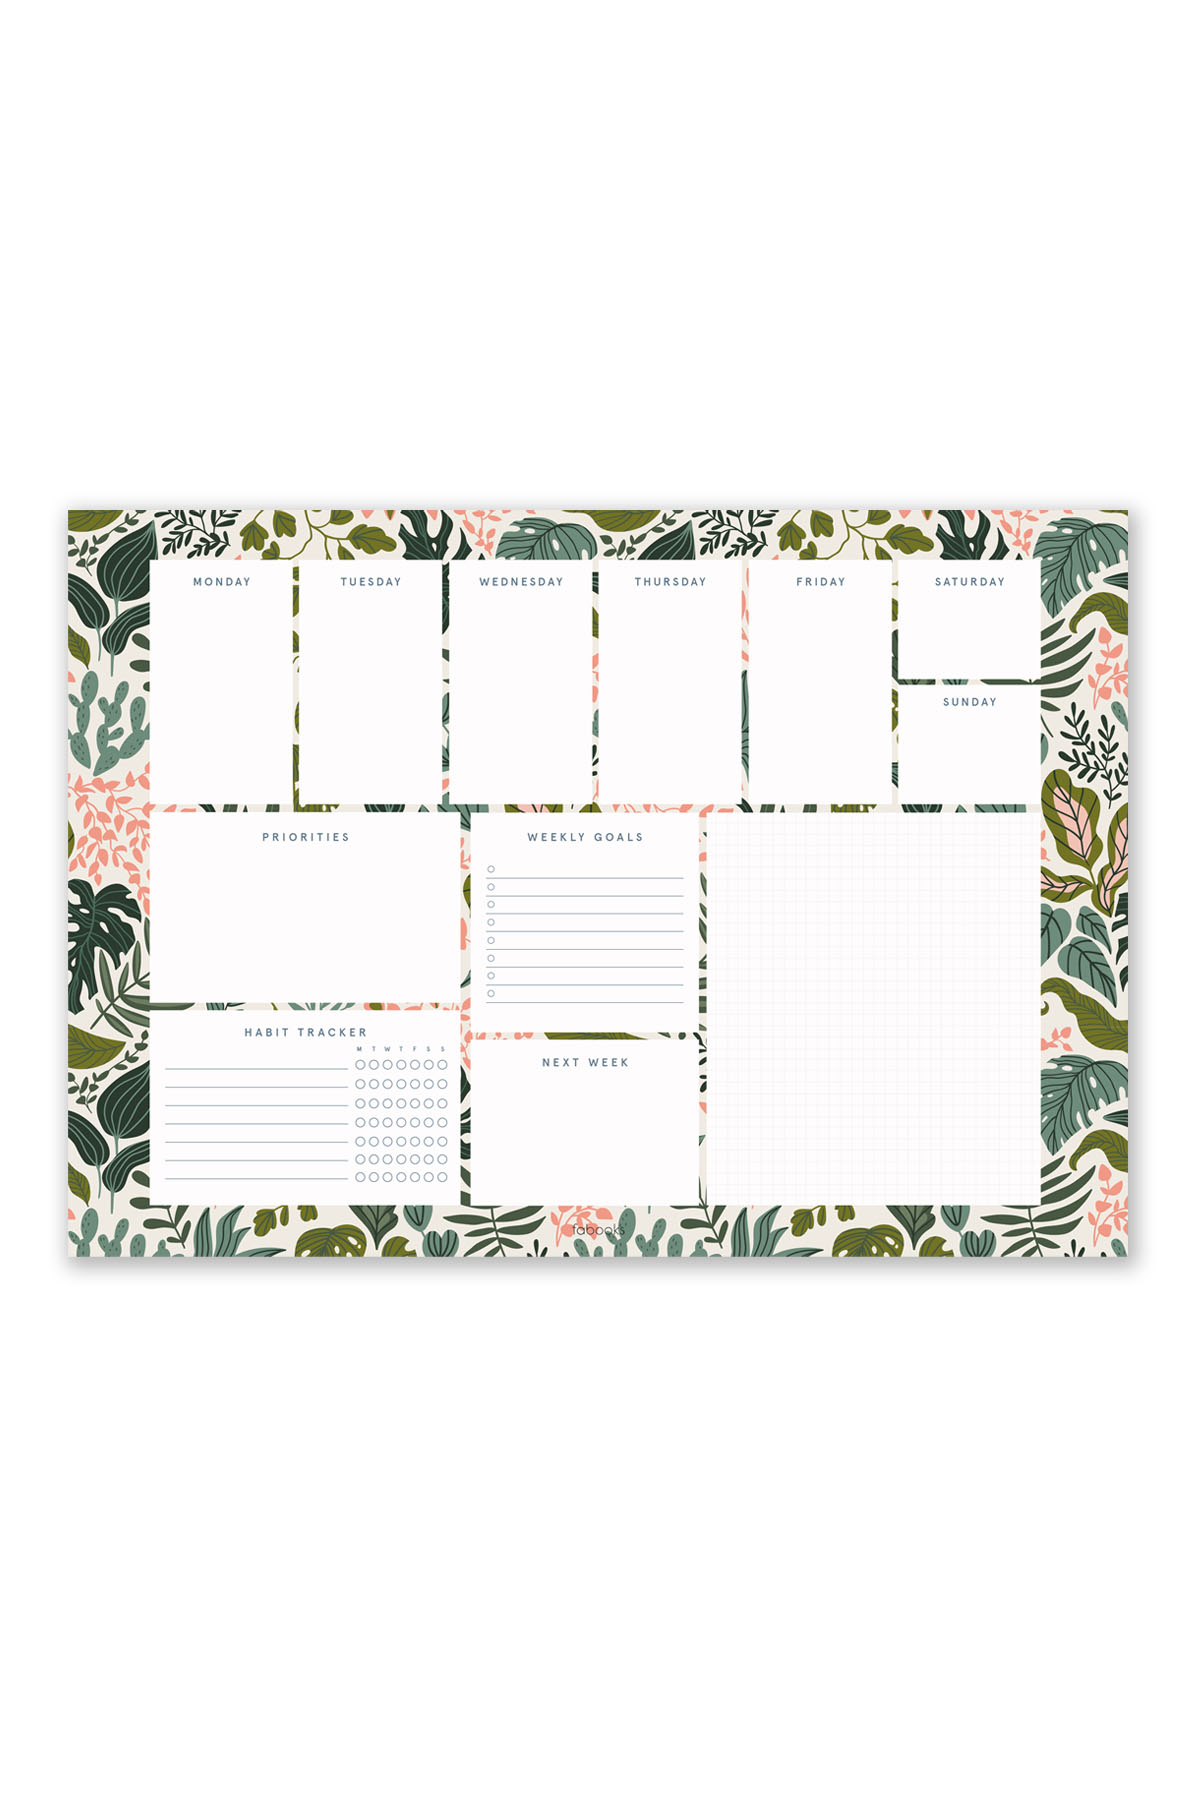 MONDAY TUESDAY WEDNESDAY THURSDAY FRIDAY SATURDAY
SUNDAY
PRIORITIES
WEEKLY GOALS
HABIT TRACKER
M T W T F S S
NEXT WEEK
fabooks